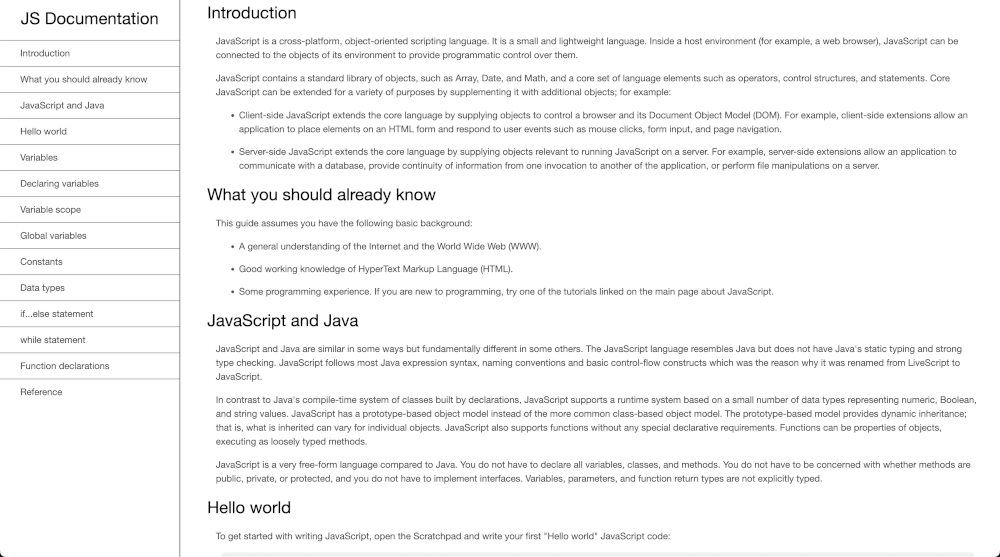 JS Documentation
Introduction
What you should already know
JavaScript and Java
Hello world
Variables
Declaring variables
Variable scope
Global variables
Constants
Data types
if...else statement
while statement
Function declarations
Reference
Introduction
JavaScript is a cross-platform, object-oriented scripting language. It is a small and lightweight language. Inside a host environment (for example, a web browser), JavaScript can be
connected to the objects of its environment to provide programmatic control over them.
JavaScript contains a standard library of objects, such as Array, Date, and Math, and a core set of language elements such as operators, control structures, and statements. Core
JavaScript can be extended for a variety of purposes by supplementing it with additional objects; for example:
• Client-side JavaScript extends the core language by supplying objects to control a browser and its Document Object Model (DOM). For example, client-side extensions allow an
application to place elements on an HTML form and respond to user events such as mouse clicks, form input, and page navigation.
• Server-side JavaScript extends the core language by supplying objects relevant to running JavaScript on a server. For example, server-side extensions allow an application to
communicate with a database, provide continuity of information from one invocation to another of the application, or perform file manipulations on a server.
What you should already know
This guide assumes you have the following basic background:
• A general understanding of the Internet and the World Wide Web (WWW).
• Good working knowledge of HyperText Markup Language (HTML).
• Some programming experience. If you are new to programming, try one of the tutorials linked on the main page about JavaScript.
JavaScript and Java
JavaScript and Java are similar in some ways but fundamentally different in some others. The JavaScript language resembles Java but does not have Java's static typing and strong
type checking. JavaScript follows most Java expression syntax, naming conventions and basic control-flow constructs which was the reason why it was renamed from LiveScript to
JavaScript.
In contrast to Java's compile-time system of classes built by declarations, JavaScript supports a runtime system based on a small number of data types representing numeric, Boolean,
and string values. JavaScript has a prototype-based object model instead of the more common class-based object model. The prototype-based model provides dynamic inheritance;
that is, what is inherited can vary for individual objects. JavaScript also supports functions without any special declarative requirements. Functions can be properties of objects,
executing as loosely typed methods.
JavaScript is a very free-form language compared to Java. You do not have to declare all variables, classes, and methods. You do not have to be concerned with whether methods are
public, private, or protected, and you do not have to implement interfaces. Variables, parameters, and function return types are not explicitly typed.
Hello world
To get started with writing JavaScript, open the Scratchpad and write your first "Hello world" JavaScript code: